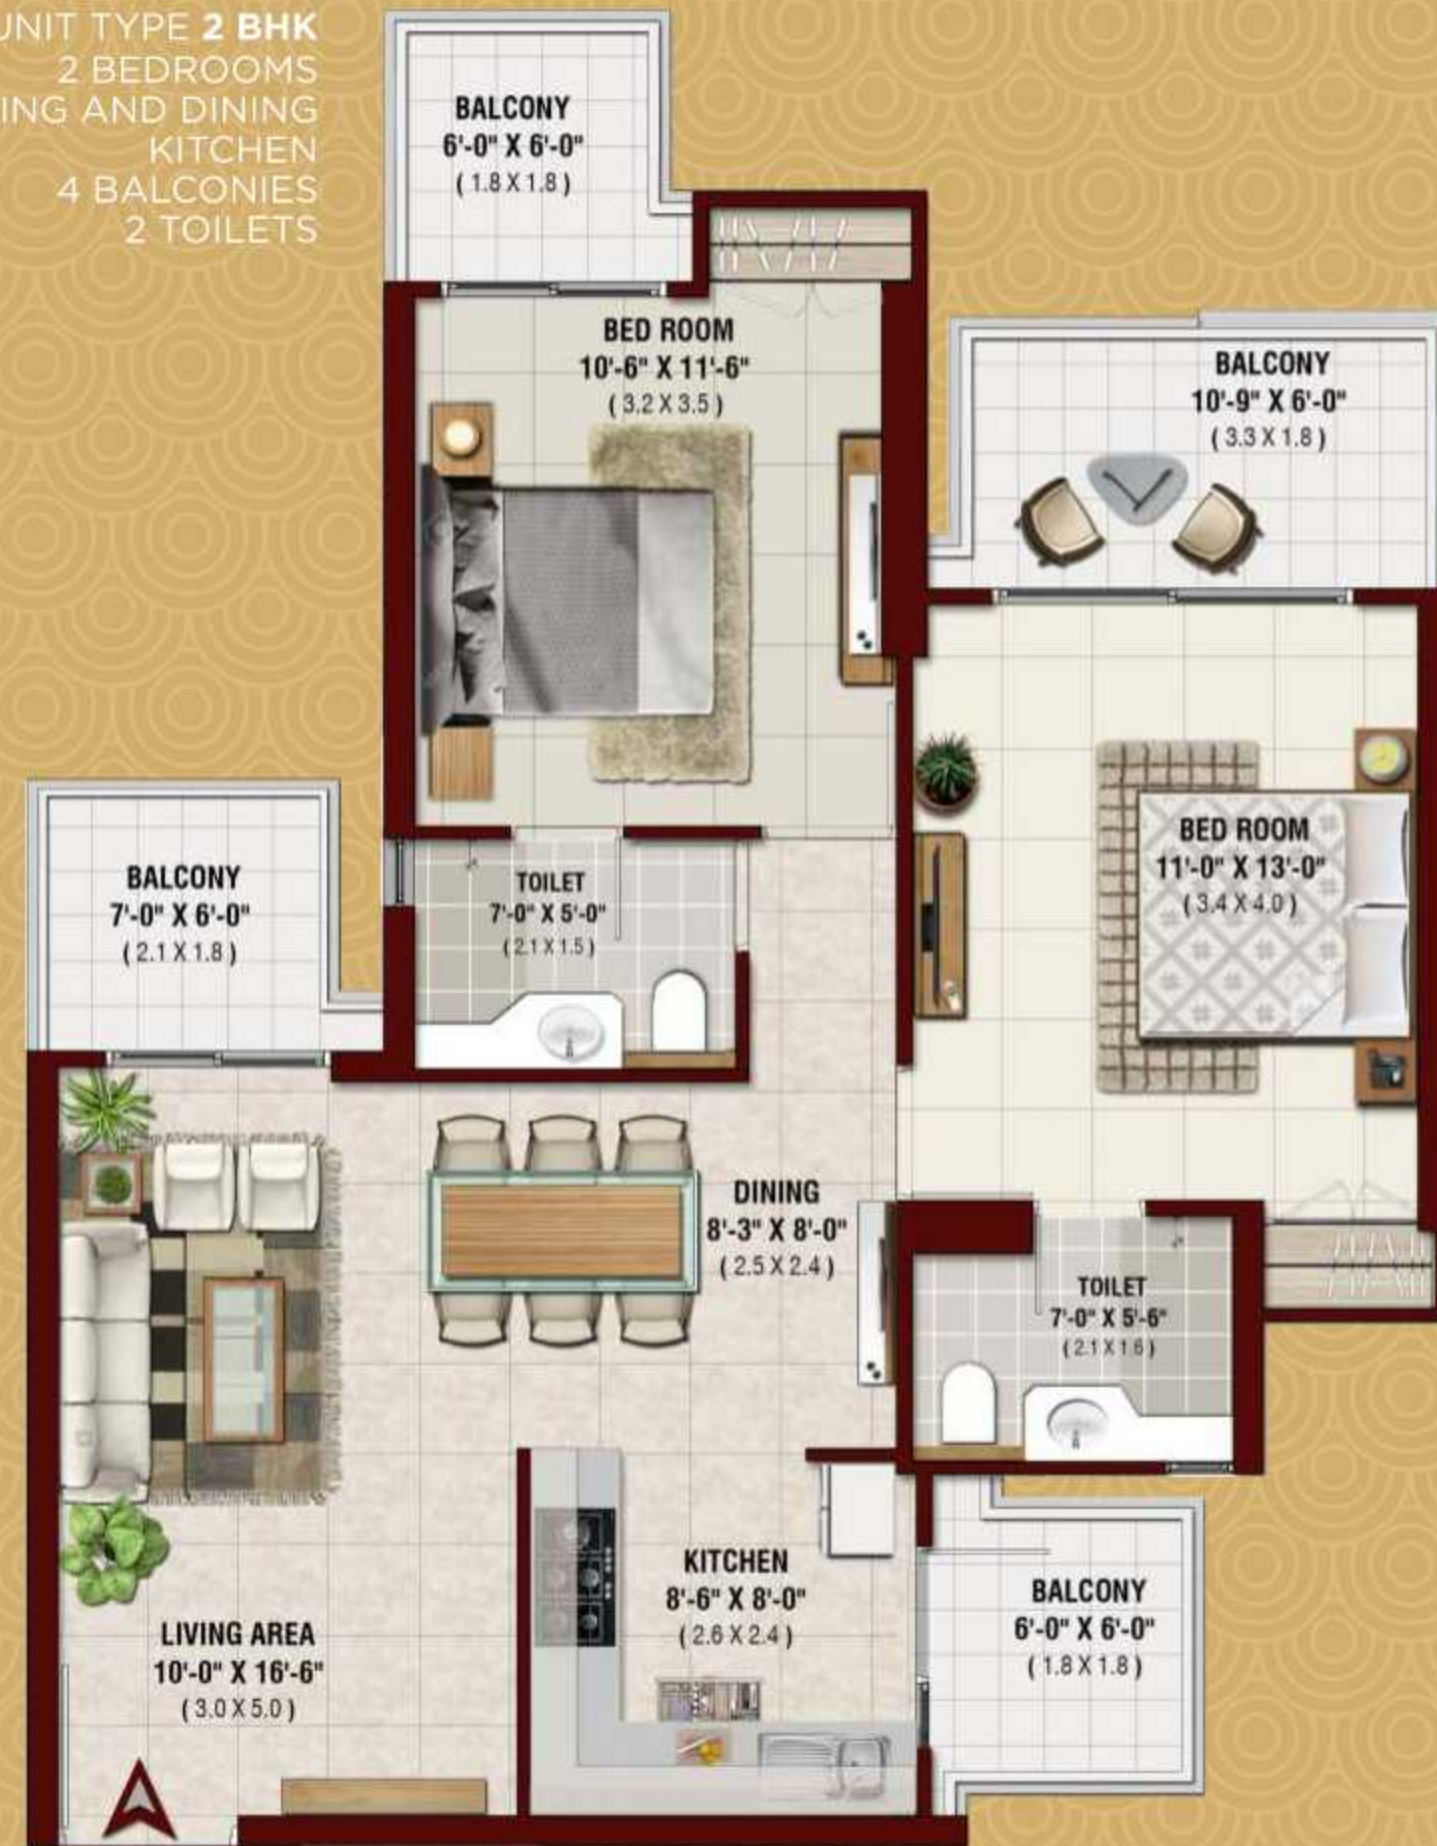 UNIT TYPE 2 BHK
2 BEDROOMS
AND DINING
KITCHEN
4 BALCONIES
2 TOILETS
BALCONY
6'-0" X 6'-0"
( 1.8 X 1.8 )
BED ROOM
10'-6" X 11'-6"
( 3.2 X 3.5 )
BALCONY
10'-9" X 6'-0"
( 3.3 X 1.8 )
BALCONY
7'-0" X 6'-0"
( 2.1 X 1.8 )
TOILET
7'-0" X 5'-0"
( 2.1 X 1.5 )
BED ROOM
11'-0" X 13'-0"
( 3.4 X 4.0 )
DINING
8'-3" X 8'-0"
( 2.5 X 2.4 )
TOILET
7'-0" X 5'-6"
( 2.1 X 1.6 )
KITCHEN
8'-6" X 8'-0"
( 2.6 X 2.4 )
BALCONY
6'-0" X 6'-0"
( 1.8 X 1.8 )
LIVING AREA
10'-0" X 16'-6"
( 3.0 X 5.0 )